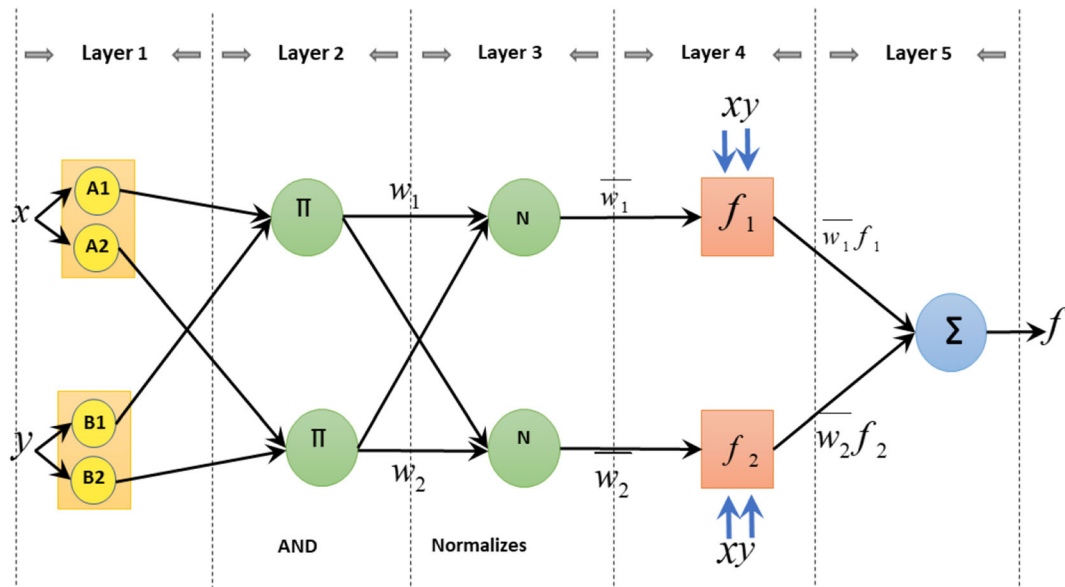 Layer 1 Layer 2 Layer 3 Layer 4 Layer 5
xy
A1 Π w₁ N w̅₁ f₁
x
A2
w̅₁f₁
Σ f
B1
y
B2 Π w₂ N w̅₂ f₂ w̅₂f₂
AND Normalizes xy